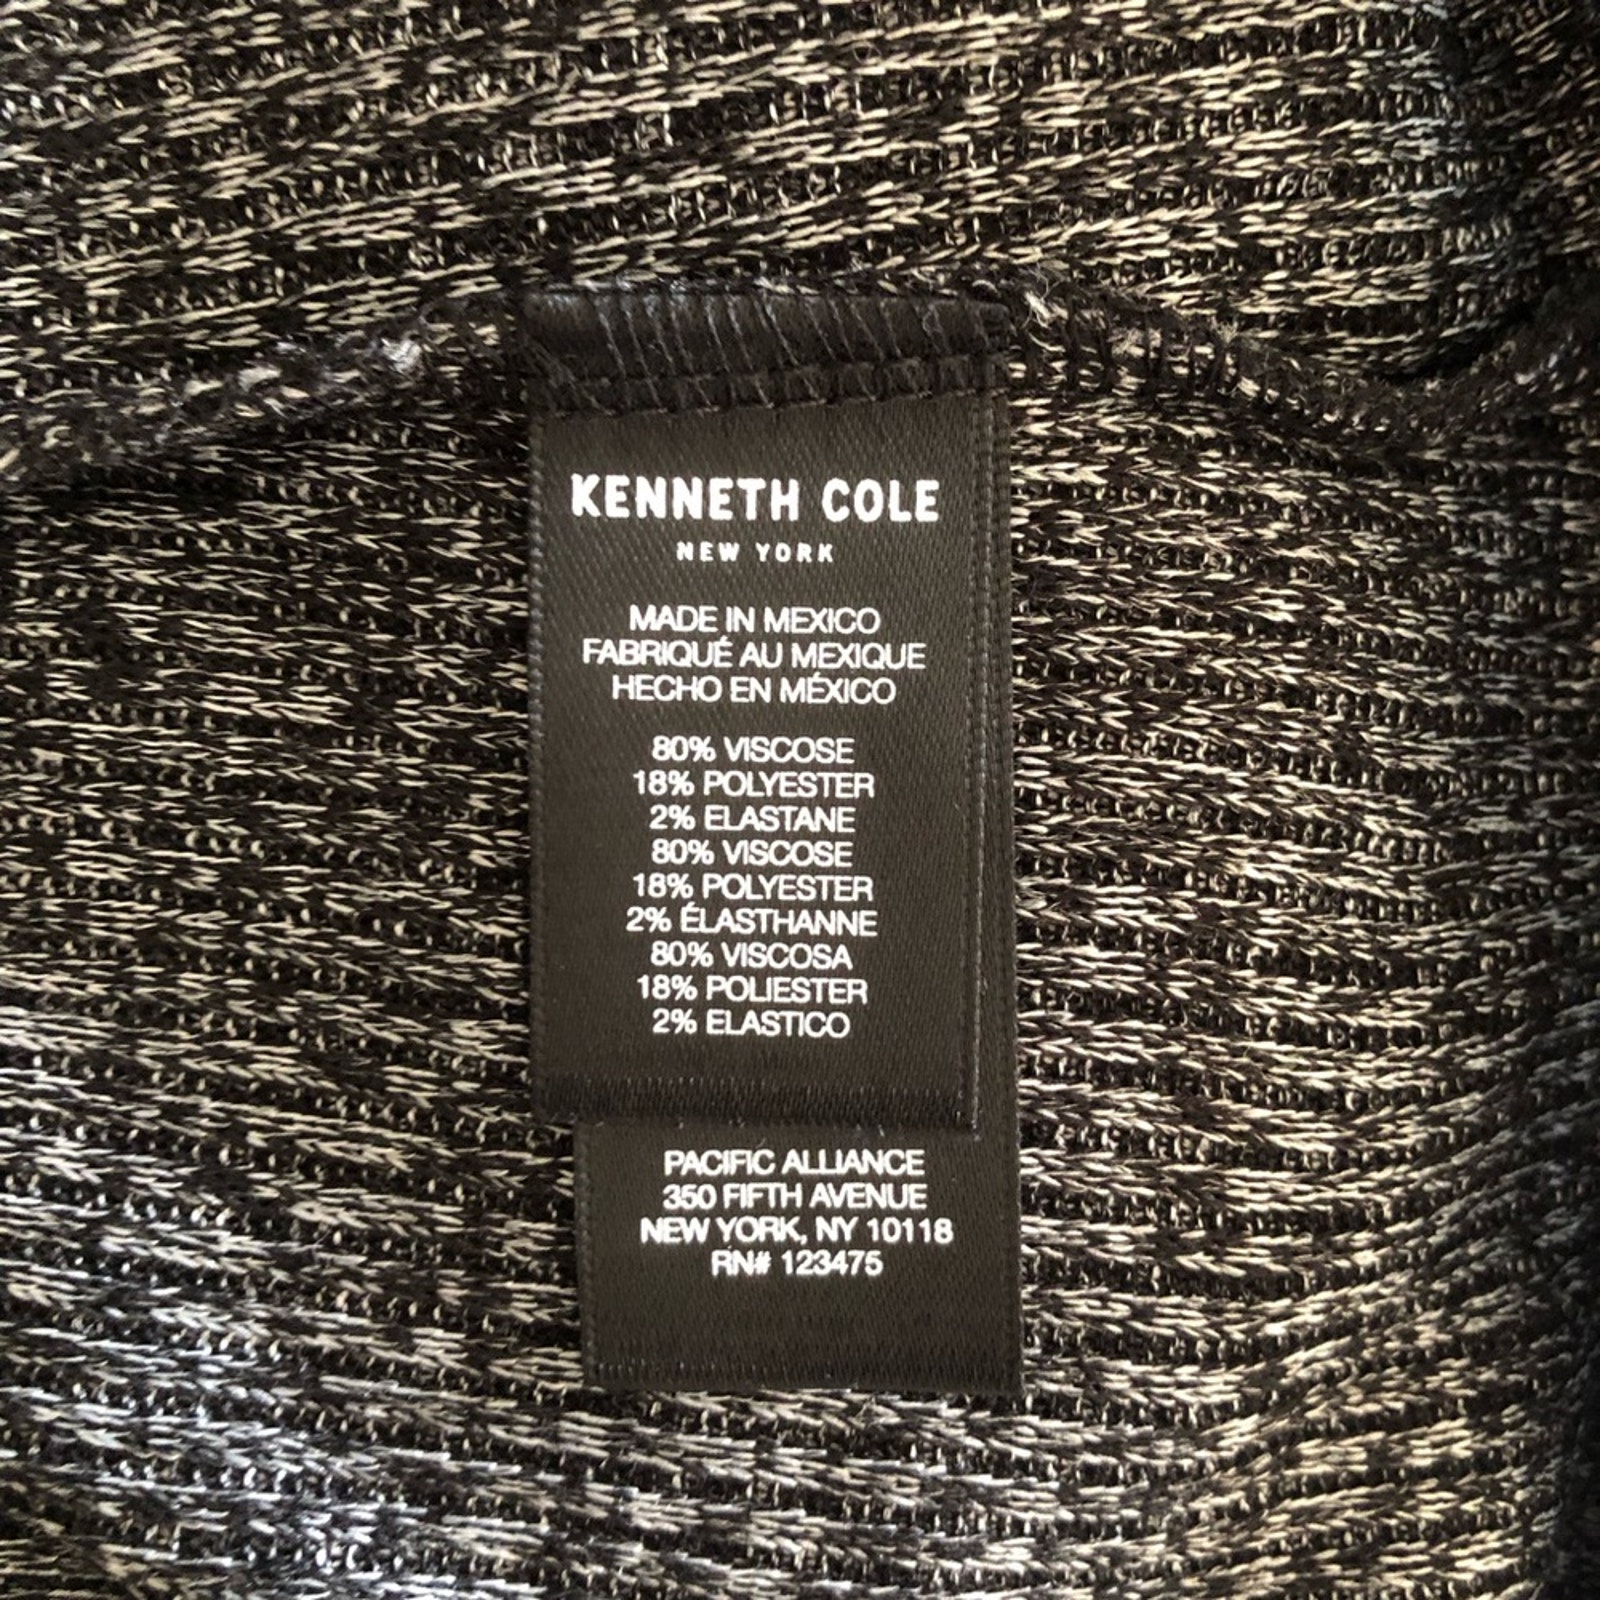 KENNETH COLE
NEW YORK
MADE IN MEXICO
FABRIQUÉ AU MEXIQUE
HECHO EN MÉXICO
80% VISCOSE
18% POLYESTER
2% ELASTANE
80% VISCOSE
18% POLYESTER
2% ÉLASTHANNE
80% VISCOSA
18% POLIESTER
2% ELASTICO
PACIFIC ALLIANCE
350 FIFTH AVENUE
NEW YORK, NY 10118
RN# 123475